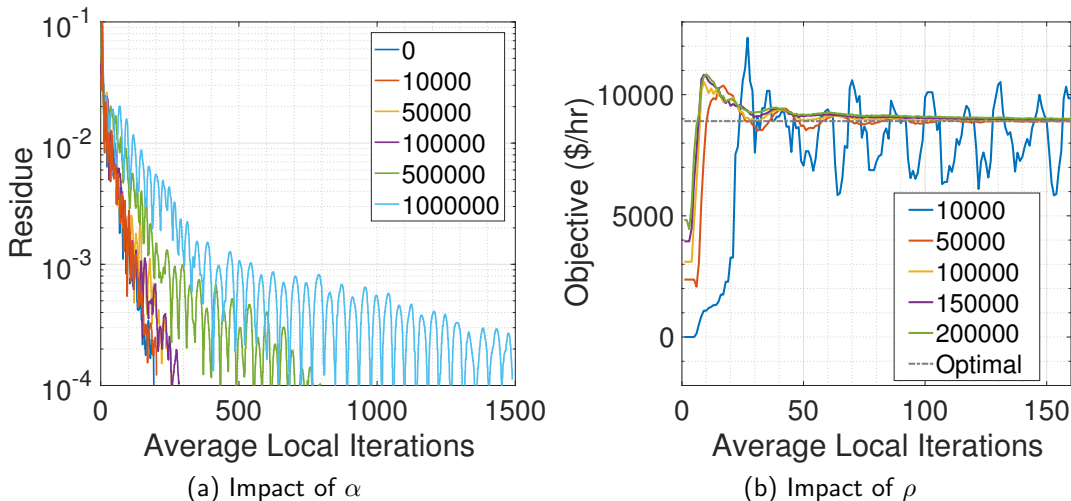 10^-1
10^-2
10^-3
10^-4
Residue
0
10000
50000
100000
500000
1000000
0 500 1000 1500
Average Local Iterations
(a) Impact of α
10000
5000
0
Objective ($/hr)
10000
50000
100000
150000
200000
Optimal
0 50 100 150
Average Local Iterations
(b) Impact of ρ